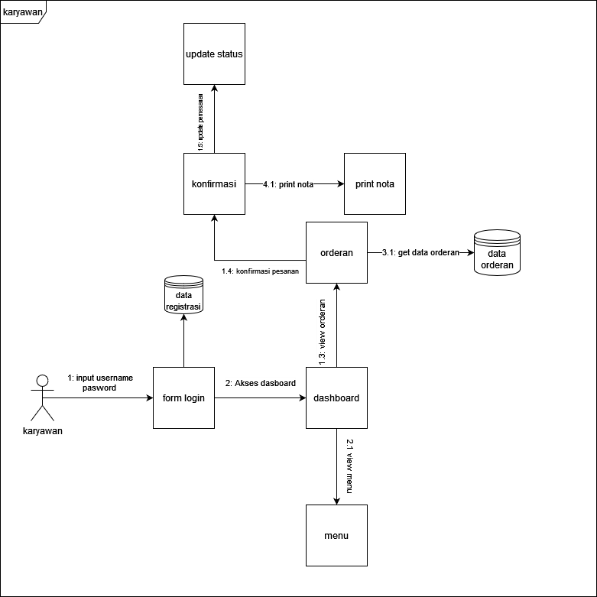 karyawan
update status
1.5: update pemesanan
konfirmasi
4.1: print nota
print nota
orderan
3.1: get data orderan
data
orderan
1.4: konfirmasi pesanan
data
registrasi
1.3: view orderan
1: input username
pasword
2: Akses dasboard
form login
dashboard
karyawan
2.1 view menu
menu